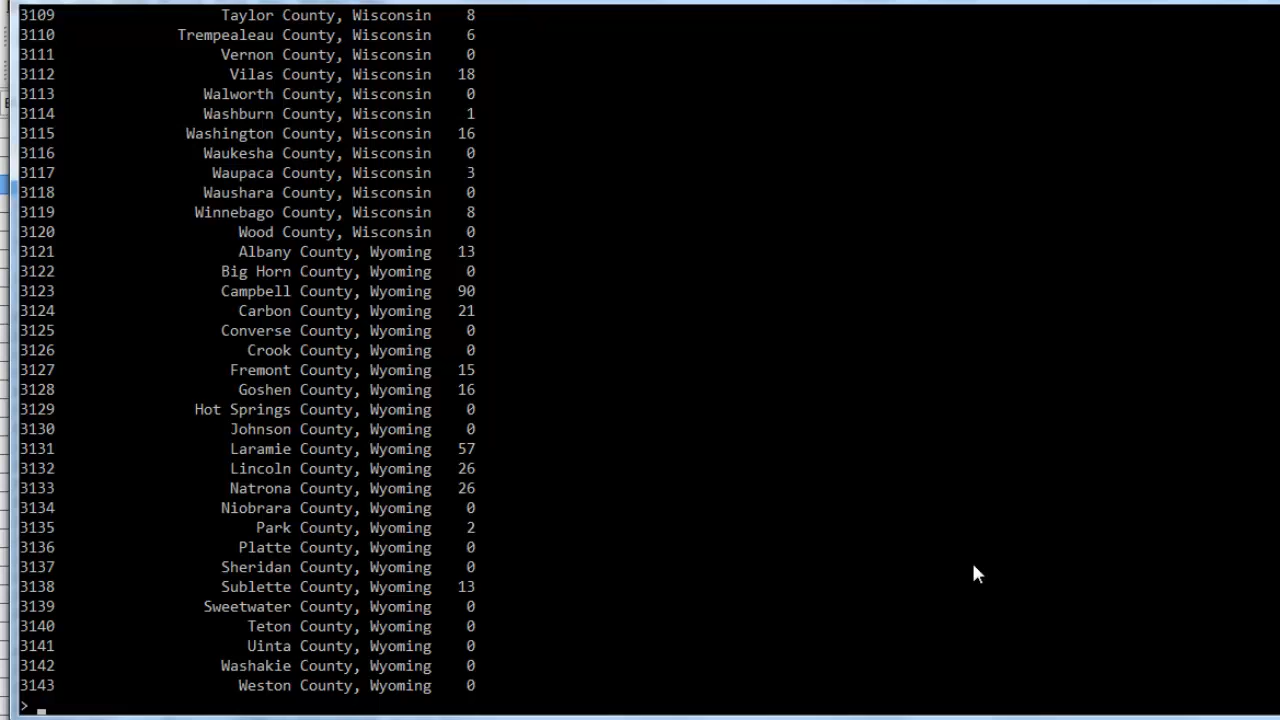 3109 Taylor County, Wisconsin 8
3110 Trempealeau County, Wisconsin 6
3111 Vernon County, Wisconsin 0
3112 Vilas County, Wisconsin 18
3113 Walworth County, Wisconsin 0
3114 Washburn County, Wisconsin 1
3115 Washington County, Wisconsin 16
3116 Waukesha County, Wisconsin 0
3117 Waupaca County, Wisconsin 3
3118 Waushara County, Wisconsin 0
3119 Winnebago County, Wisconsin 8
3120 Wood County, Wisconsin 0
3121 Albany County, Wyoming 13
3122 Big Horn County, Wyoming 0
3123 Campbell County, Wyoming 90
3124 Carbon County, Wyoming 21
3125 Converse County, Wyoming 0
3126 Crook County, Wyoming 0
3127 Fremont County, Wyoming 15
3128 Goshen County, Wyoming 16
3129 Hot Springs County, Wyoming 0
3130 Johnson County, Wyoming 0
3131 Laramie County, Wyoming 57
3132 Lincoln County, Wyoming 26
3133 Natrona County, Wyoming 26
3134 Niobrara County, Wyoming 0
3135 Park County, Wyoming 2
3136 Platte County, Wyoming 0
3137 Sheridan County, Wyoming 0
3138 Sublette County, Wyoming 13
3139 Sweetwater County, Wyoming 0
3140 Teton County, Wyoming 0
3141 Uinta County, Wyoming 0
3142 Washakie County, Wyoming 0
3143 Weston County, Wyoming 0
> _